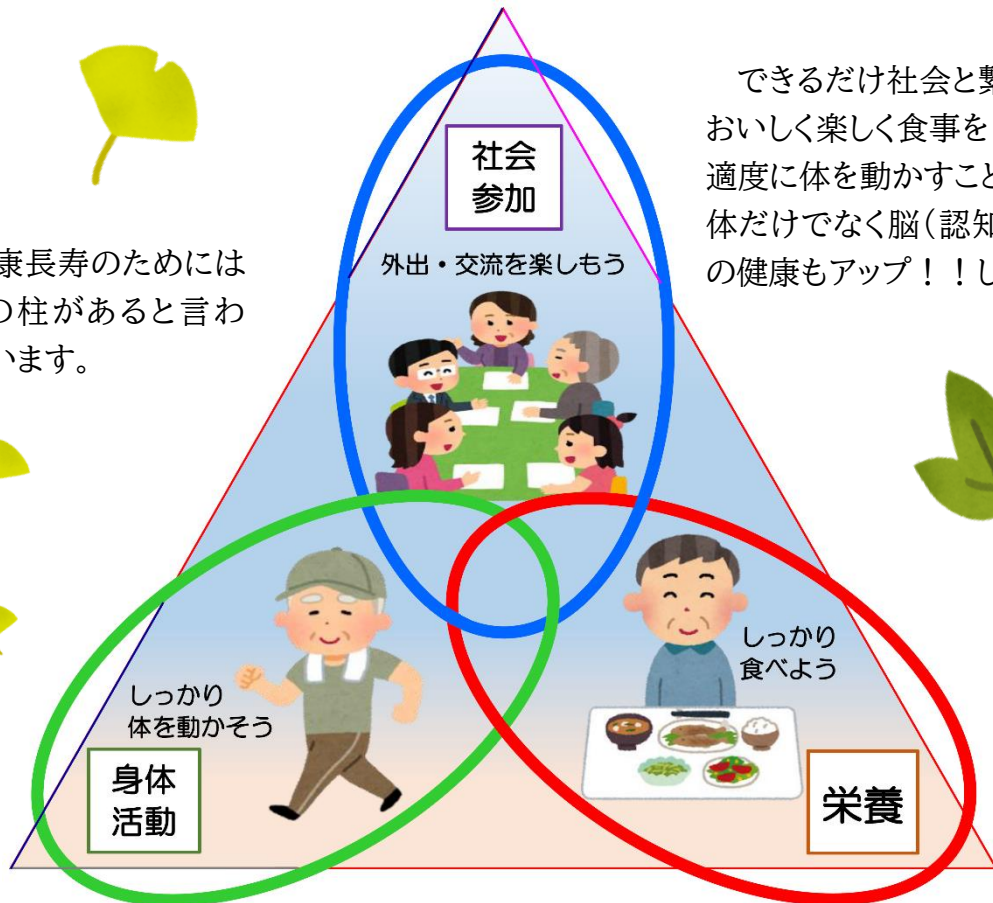 康長寿のためには
の柱があると言わ
います。
社会
参加
外出・交流を楽しもう
できるだけ社会と繋
おいしく楽しく食事を
適度に体を動かすこと
体だけでなく脳(認知
の健康もアップ!!し
しっかり
体を動かそう
身体
活動
しっかり
食べよう
栄養